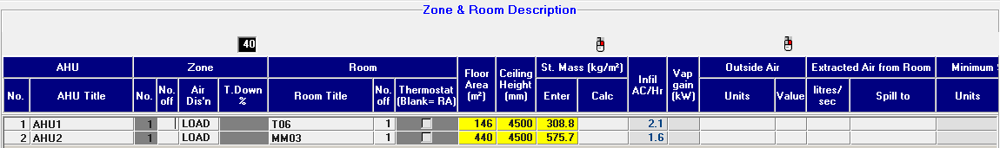 Zone & Room Description
40
AHU Zone Room Floor Area (m²) Ceiling Height (mm) St. Mass (kg/m²) Infil AC/Hr Vap gain (kW) Outside Air Extracted Air from Room Minimum
No. AHU Title No. No. off Air Dis'n T.Down % Room Title No. off Thermostat (Blank= RA) Enter Calc Units Value litres/ sec Spill to Units
1 AHU1 1 LOAD T06 1 146 4500 308.8 2.1
2 AHU2 1 LOAD MM03 1 440 4500 575.7 1.6